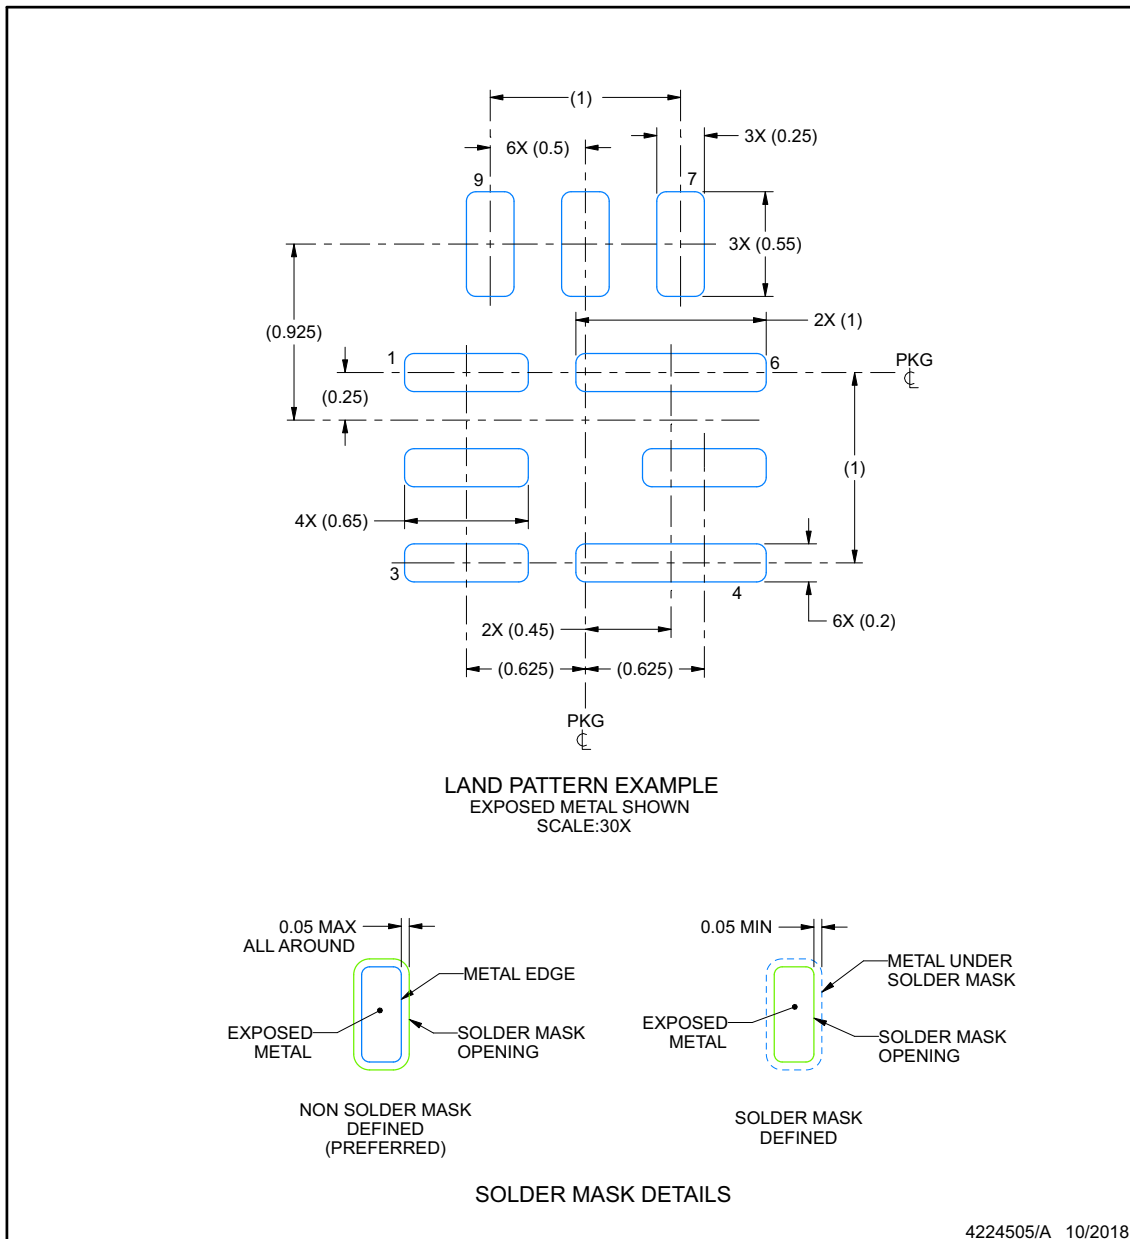 (1)
6X (0.5)
3X (0.25)
9
7
3X (0.55)
(0.925)
2X (1)
1
6
PKG
℄
(0.25)
(1)
4X (0.65)
3
4
2X (0.45)
6X (0.2)
(0.625)
(0.625)
PKG
℄
LAND PATTERN EXAMPLE
EXPOSED METAL SHOWN
SCALE:30X
0.05 MAX
ALL AROUND
METAL EDGE
EXPOSED
METAL
SOLDER MASK
OPENING
NON SOLDER MASK
DEFINED
(PREFERRED)
0.05 MIN
METAL UNDER
SOLDER MASK
EXPOSED
METAL
SOLDER MASK
OPENING
SOLDER MASK
DEFINED
SOLDER MASK DETAILS
4224505/A 10/2018